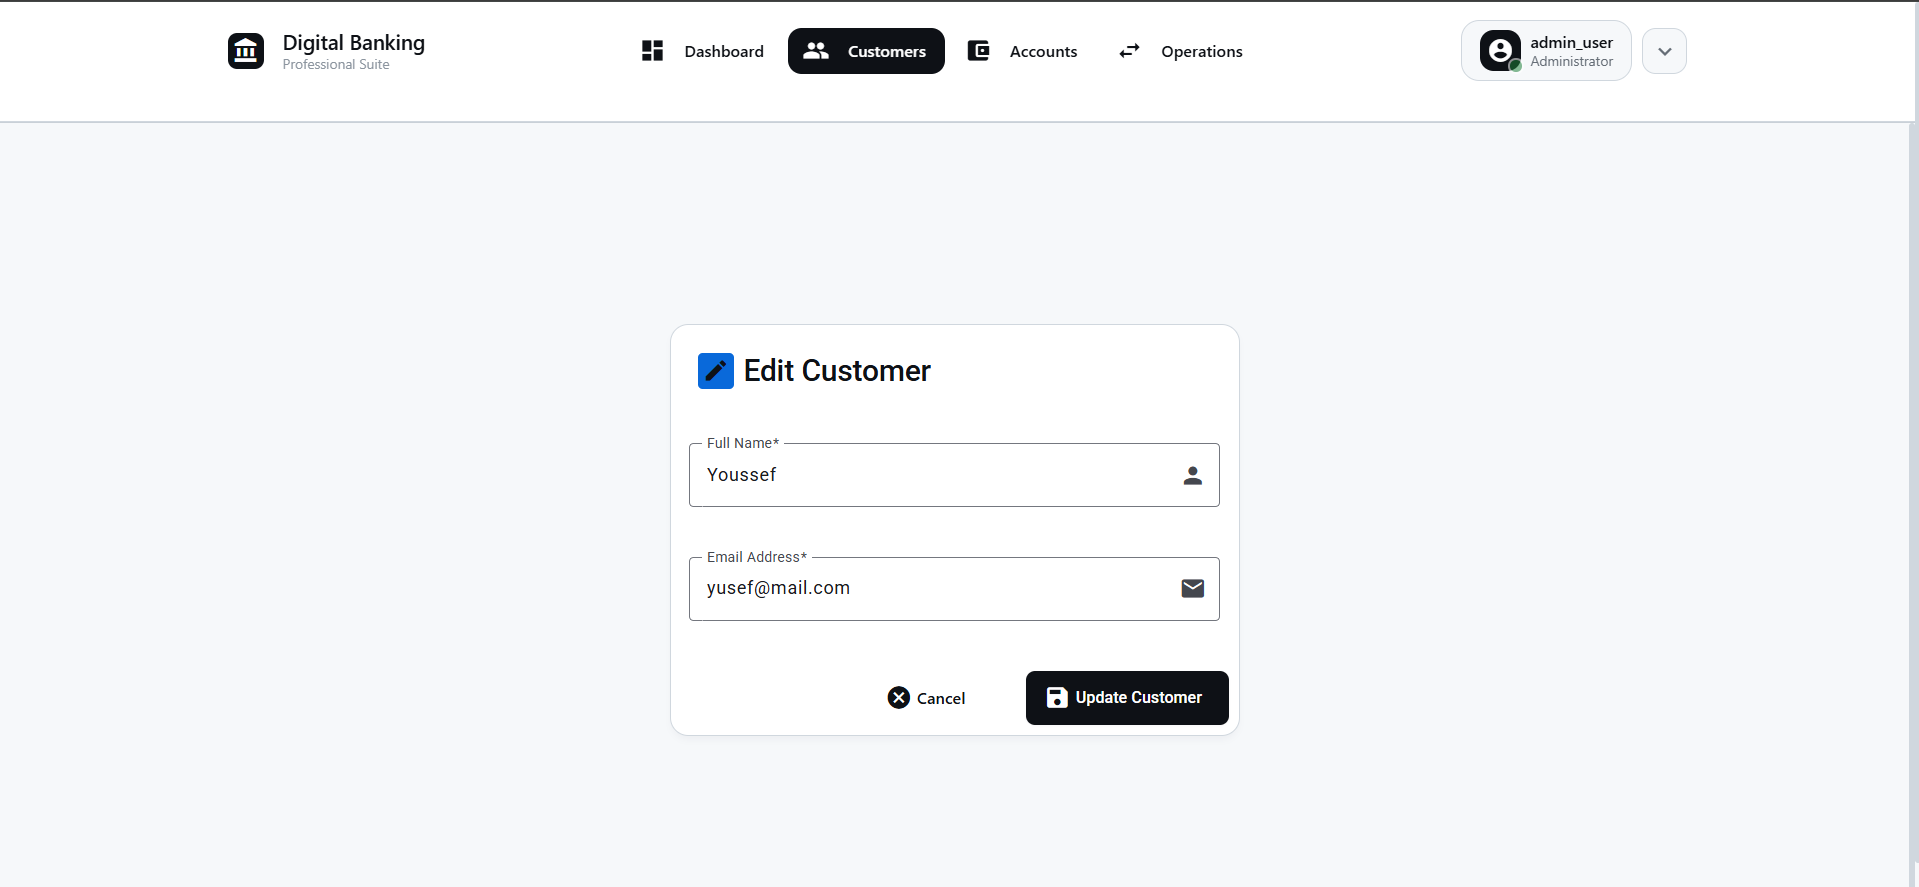 Digital Banking
Professional Suite
Dashboard
Customers
Accounts
Operations
admin_user
Administrator
Edit Customer
Full Name*
Youssef
Email Address*
yusef@mail.com
Cancel
Update Customer